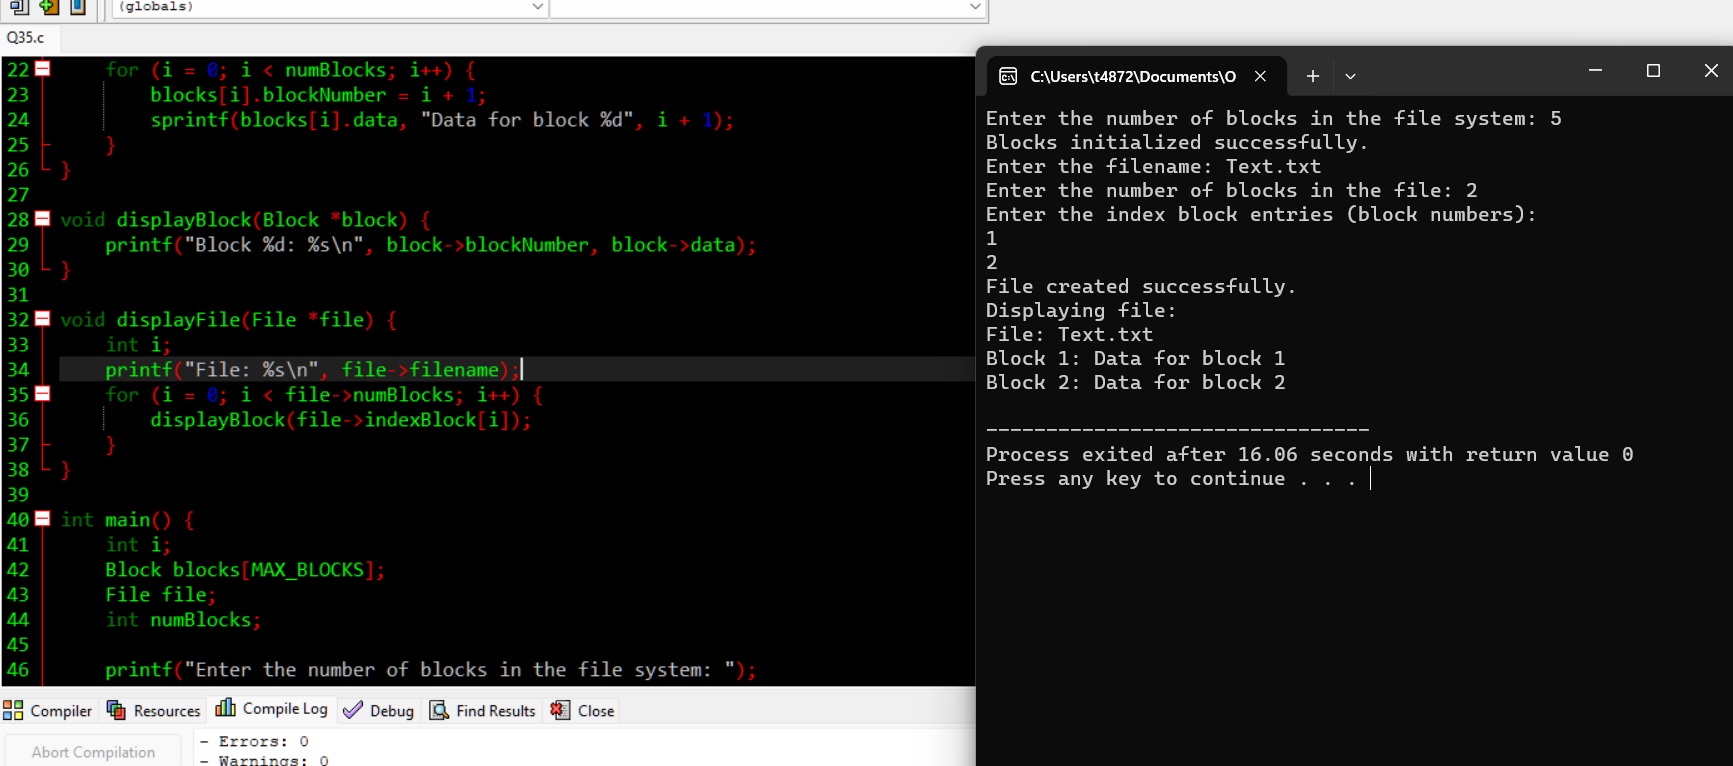 (globals)
Q35.c
22 for (i = 0; i < numBlocks; i++) {
23 blocks[i].blockNumber = i + 1;
24 sprintf(blocks[i].data, "Data for block %d", i + 1);
25 }
26 }
27
28 void displayBlock(Block *block) {
29 printf("Block %d: %s\n", block->blockNumber, block->data);
30 }
31
32 void displayFile(File *file) {
33 int i;
34 printf("File: %s\n", file->filename);
35 for (i = 0; i < file->numBlocks; i++) {
36 displayBlock(file->indexBlock[i]);
37 }
38 }
39
40 int main() {
41 int i;
42 Block blocks[MAX_BLOCKS];
43 File file;
44 int numBlocks;
45
46 printf("Enter the number of blocks in the file system: ");
Compiler Resources Compile Log Debug Find Results Close
Abort Compilation
- Errors: 0
- Warnings: 0
C:\Users\t4872\Documents\O
Enter the number of blocks in the file system: 5
Blocks initialized successfully.
Enter the filename: Text.txt
Enter the number of blocks in the file: 2
Enter the index block entries (block numbers):
1
2
File created successfully.
Displaying file:
File: Text.txt
Block 1: Data for block 1
Block 2: Data for block 2
--------------------------------
Process exited after 16.06 seconds with return value 0
Press any key to continue . . .